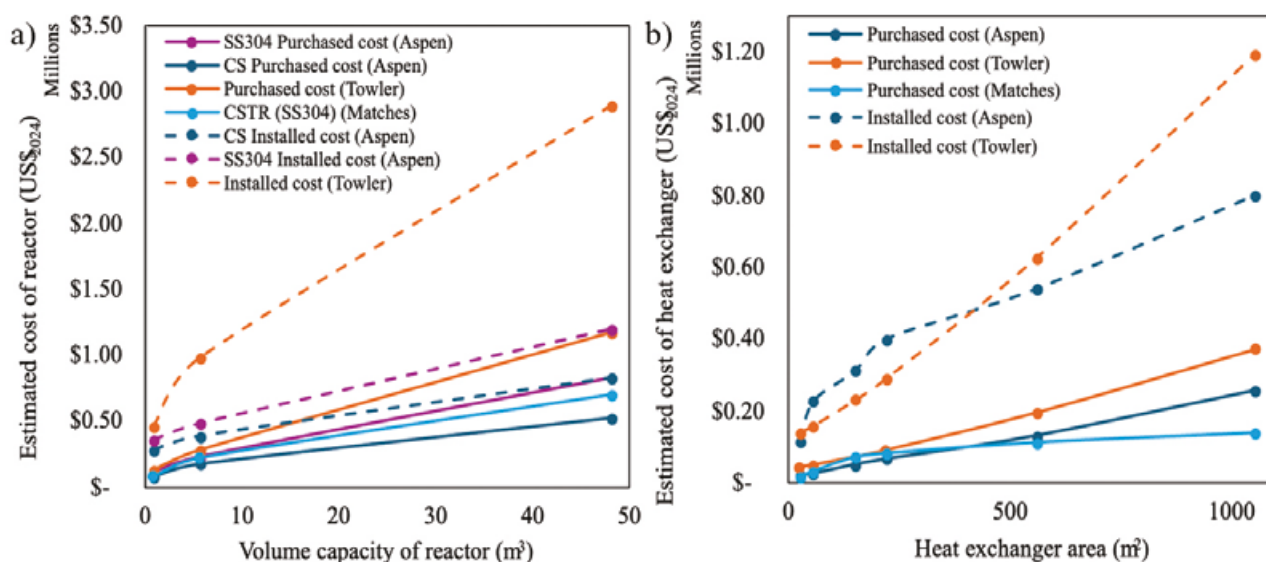 a)
Estimated cost of reactor (US$2024)
Millions
$3.50
$3.00
$2.50
$2.00
$1.50
$1.00
$0.50
$-
SS304 Purchased cost (Aspen)
CS Purchased cost (Aspen)
Purchased cost (Towler)
CSTR (SS304) (Matches)
CS Installed cost (Aspen)
SS304 Installed cost (Aspen)
Installed cost (Towler)
0 10 20 30 40 50
Volume capacity of reactor (m³)
b)
Estimated cost of heat exchanger (US$2024)
Millions
$1.20
$1.00
$0.80
$0.60
$0.40
$0.20
$-
Purchased cost (Aspen)
Purchased cost (Towler)
Purchased cost (Matches)
Installed cost (Aspen)
Installed cost (Towler)
0 500 1000
Heat exchanger area (m²)